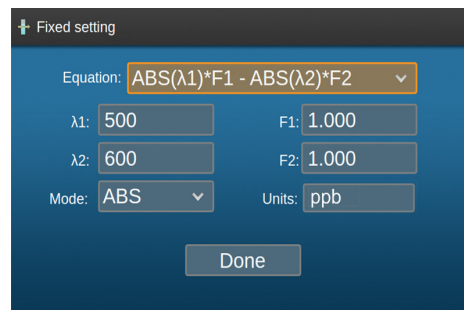 Fixed setting
Equation: ABS(λ1)*F1 - ABS(λ2)*F2
λ1: 500 F1: 1.000
λ2: 600 F2: 1.000
Mode: ABS Units: ppb
Done